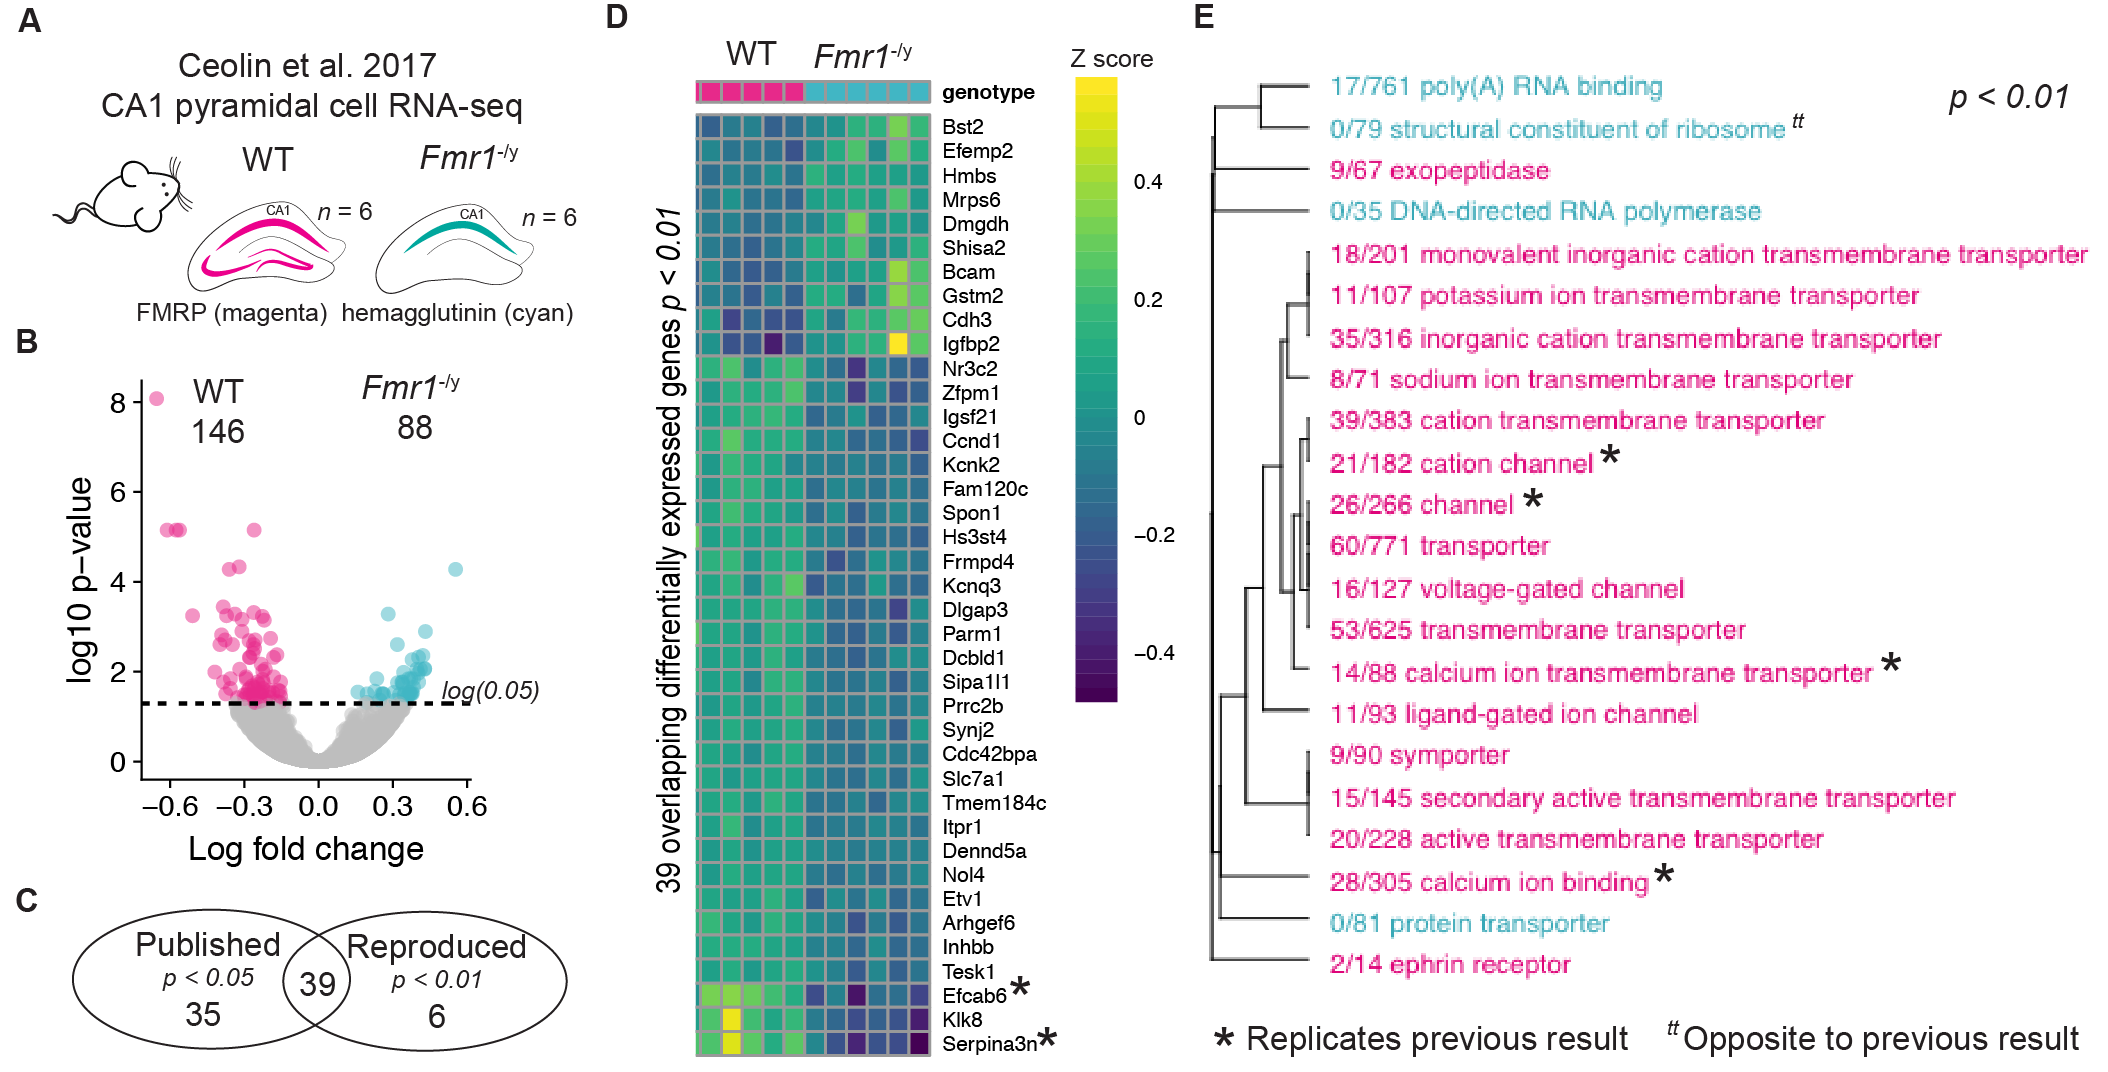 A
Ceolin et al. 2017
CA1 pyramidal cell RNA-seq
WT
Fmr1-/y
CA1
n = 6
CA1
n = 6
FMRP (magenta)
hemagglutinin (cyan)
B
WT
146
Fmr1-/y
88
log10 p−value
8
6
4
2
0
log(0.05)
−0.6
−0.3
0.0
0.3
0.6
Log fold change
C
Published
p < 0.05
35
39
Reproduced
p < 0.01
6
D
WT
Fmr1-/y
genotype
39 overlapping differentially expressed genes p < 0.01
Bst2
Efemp2
Hmbs
Mrps6
Dmgdh
Shisa2
Bcam
Gstm2
Cdh3
Igfbp2
Nr3c2
Zfpm1
Igsf21
Ccnd1
Kcnk2
Fam120c
Spon1
Hs3st4
Frmpd4
Kcnq3
Dlgap3
Parm1
Dcbld1
Sipa1l1
Prrc2b
Synj2
Cdc42bpa
Slc7a1
Tmem184c
Itpr1
Dennd5a
Nol4
Etv1
Arhgef6
Inhbb
Tesk1
Efcab6 *
Klk8
Serpina3n *
Z score
0.4
0.2
0
−0.2
−0.4
E
p < 0.01
17/761 poly(A) RNA binding
0/79 structural constituent of ribosome tt
9/67 exopeptidase
0/35 DNA-directed RNA polymerase
18/201 monovalent inorganic cation transmembrane transporter
11/107 potassium ion transmembrane transporter
35/316 inorganic cation transmembrane transporter
8/71 sodium ion transmembrane transporter
39/383 cation transmembrane transporter
21/182 cation channel *
26/266 channel *
60/771 transporter
16/127 voltage-gated channel
53/625 transmembrane transporter
14/88 calcium ion transmembrane transporter *
11/93 ligand-gated ion channel
9/90 symporter
15/145 secondary active transmembrane transporter
20/228 active transmembrane transporter
28/305 calcium ion binding *
0/81 protein transporter
2/14 ephrin receptor
* Replicates previous result
tt Opposite to previous result